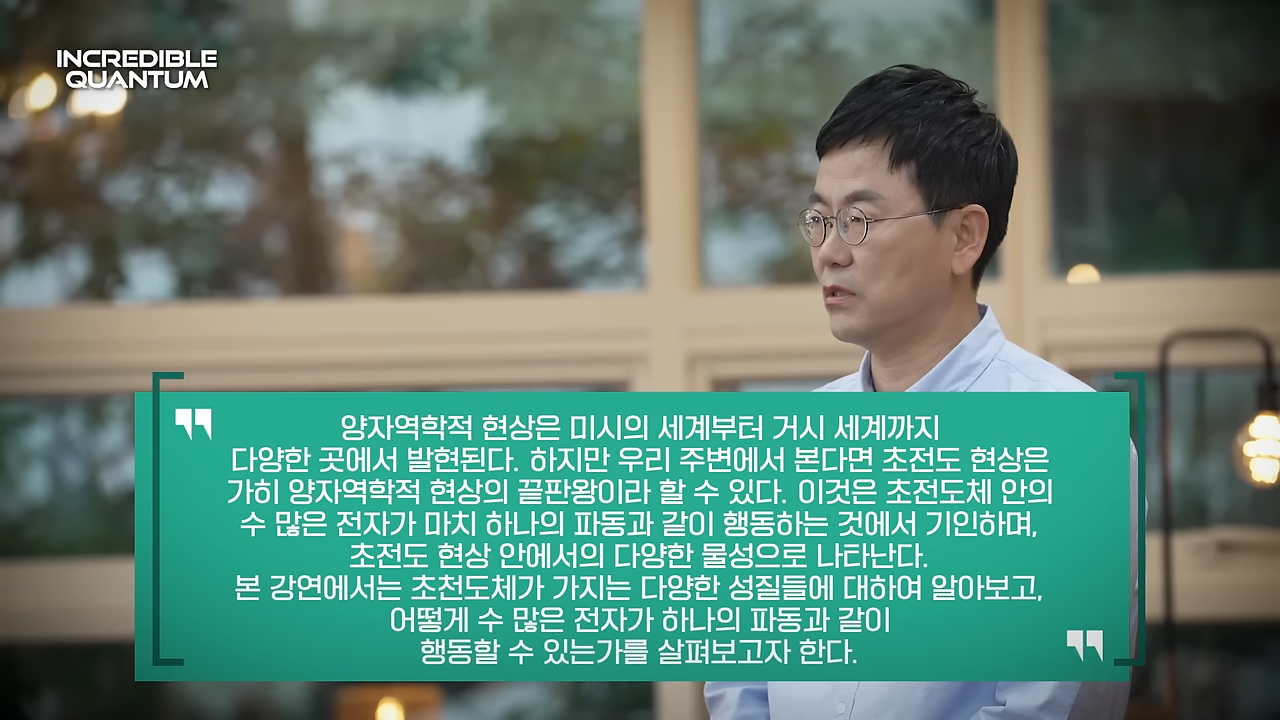 INCREDIBLE
QUANTUM
양자역학적 현상은 미시의 세계부터 거시 세계까지
다양한 곳에서 발현된다. 하지만 우리 주변에서 본다면 초전도 현상은
가히 양자역학적 현상의 끝판왕이라 할 수 있다. 이것은 초전도체 안의
수 많은 전자가 마치 하나의 파동과 같이 행동하는 것에서 기인하며,
초전도 현상 안에서의 다양한 물성으로 나타난다.
본 강연에서는 초천도체가 가지는 다양한 성질들에 대하여 알아보고,
어떻게 수 많은 전자가 하나의 파동과 같이
행동할 수 있는가를 살펴보고자 한다.